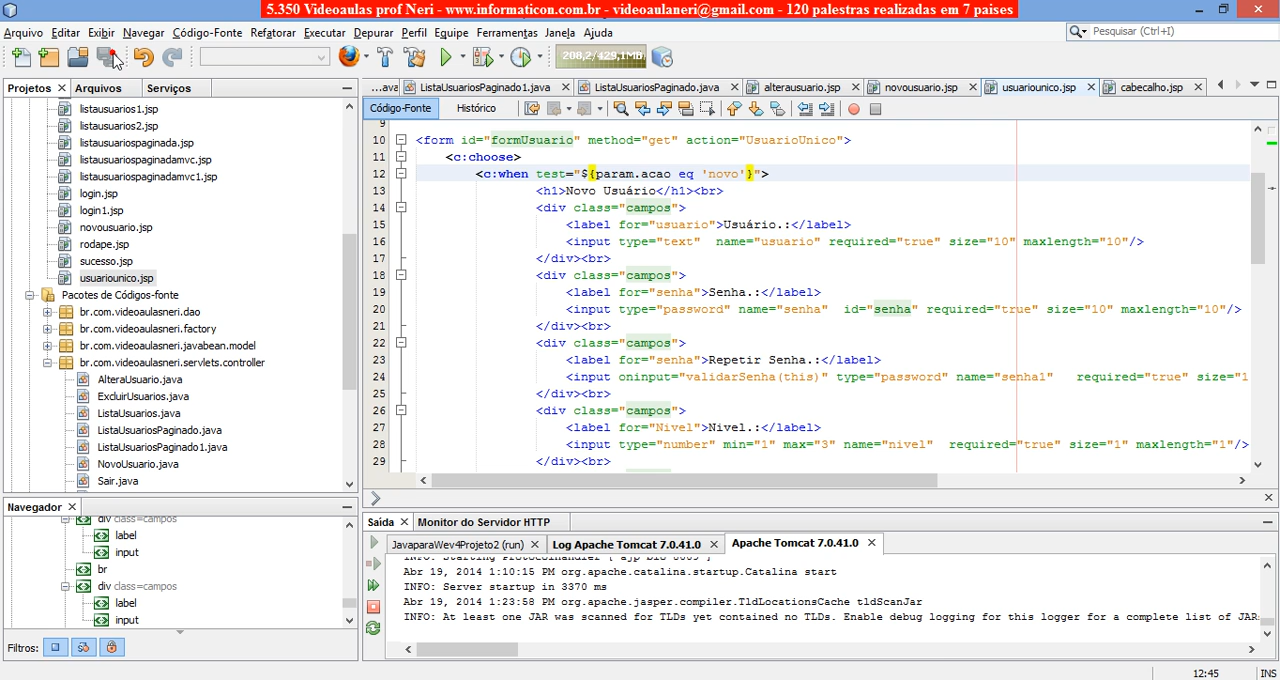 5.350 Videoaulas prof Neri - www.informaticon.com.br - videoaulaneri@gmail.com - 120 palestras realizadas em 7 paises
Arquivo Editar Exibir Navegar Código-Fonte Refatorar Executar Depurar Perfil Equipe Ferramentas Janela Ajuda
Pesquisar (Ctrl+I)
208,2/429,1MB
Projetos Arquivos Serviços
...ava ListaUsuariosPaginado1.java ListaUsuariosPaginado.java alterausuario.jsp novousuario.jsp usuariounico.jsp cabecalho.jsp
Código-Fonte Histórico
listausuarios1.jsp
listausuarios2.jsp
listausuariospaginada.jsp
listausuariospaginadamvc.jsp
listausuariospaginadamvc1.jsp
login.jsp
login1.jsp
novousuario.jsp
rodape.jsp
sucesso.jsp
usuariounico.jsp
Pacotes de Códigos-fonte
br.com.videoaulasneri.dao
br.com.videoaulasneri.factory
br.com.videoaulasneri.javabean.model
br.com.videoaulasneri.servlets.controller
AlteraUsuario.java
ExcluirUsuarios.java
ListaUsuarios.java
ListaUsuariosPaginado.java
ListaUsuariosPaginado1.java
NovoUsuario.java
Sair.java
9
10 <form id="formUsuario" method="get" action="UsuarioUnico">
11 <c:choose>
12 <c:when test="${param.acao eq 'novo'}">
13 <h1>Novo Usuário</h1><br>
14 <div class="campos">
15 <label for="usuario">Usuário.:</label>
16 <input type="text" name="usuario" required="true" size="10" maxlength="10"/>
17 </div><br>
18 <div class="campos">
19 <label for="senha">Senha.:</label>
20 <input type="password" name="senha" id="senha" required="true" size="10" maxlength="10"/>
21 </div><br>
22 <div class="campos">
23 <label for="senha">Repetir Senha.:</label>
24 <input oninput="validarSenha(this)" type="password" name="senha1" required="true" size="1
25 </div><br>
26 <div class="campos">
27 <label for="Nivel">Nivel.:</label>
28 <input type="number" min="1" max="3" name="nivel" required="true" size="1" maxlength="1"/>
29 </div><br>
Navegador
div class=campos
label
input
br
div class=campos
label
input
Filtros:
Saída Monitor do Servidor HTTP
JavaparaWev4Projeto2 (run) Log Apache Tomcat 7.0.41.0 Apache Tomcat 7.0.41.0
INFO: Starting ProtocolHandler ["ajp-bio-8009"]
Abr 19, 2014 1:10:15 PM org.apache.catalina.startup.Catalina start
INFO: Server startup in 3370 ms
Abr 19, 2014 1:23:58 PM org.apache.jasper.compiler.TldLocationsCache tldScanJar
INFO: At least one JAR was scanned for TLDs yet contained no TLDs. Enable debug logging for this logger for a complete list of JAR
12:45 INS